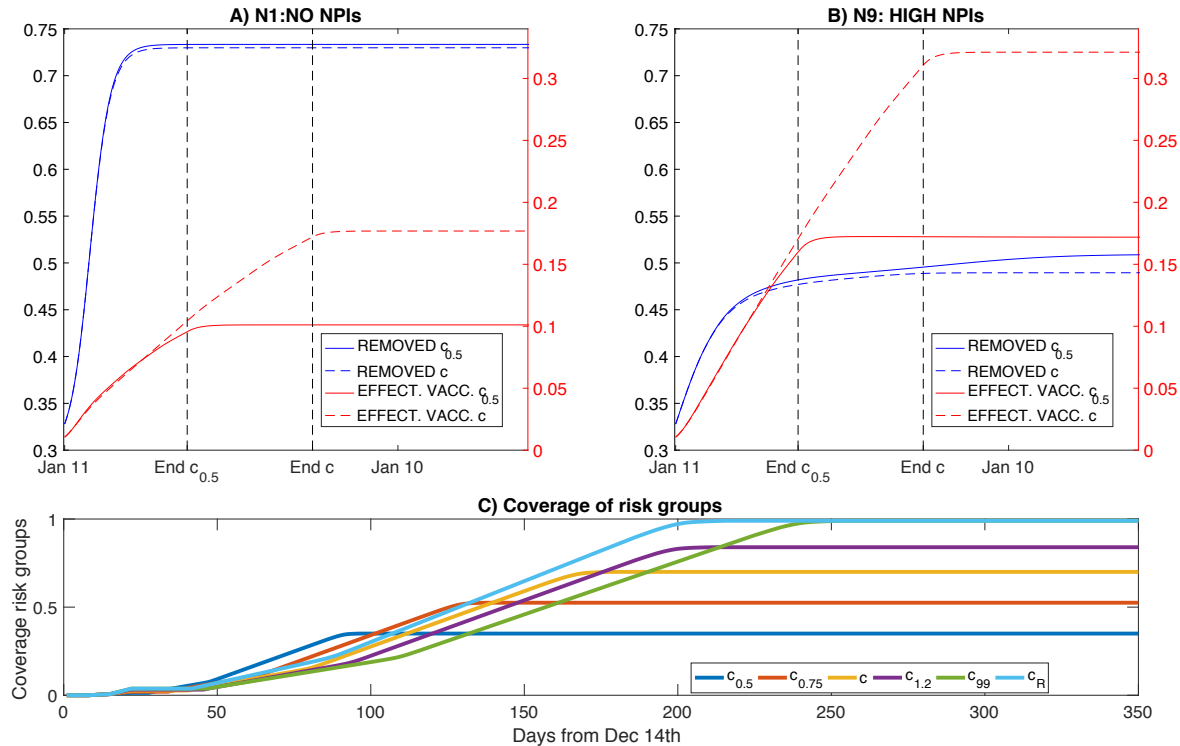 A) N1:NO NPIs
0.75
0.7
0.65
0.6
0.55
0.5
0.45
0.4
0.35
0.3
0.3
0.25
0.2
0.15
0.1
0.05
0
Jan 11
End c0.5
End c
Jan 10
REMOVED c0.5
REMOVED c
EFFECT. VACC. c0.5
EFFECT. VACC. c
B) N9: HIGH NPIs
0.75
0.7
0.65
0.6
0.55
0.5
0.45
0.4
0.35
0.3
0.3
0.25
0.2
0.15
0.1
0.05
0
Jan 11
End c0.5
End c
Jan 10
REMOVED c0.5
REMOVED c
EFFECT. VACC. c0.5
EFFECT. VACC. c
C) Coverage of risk groups
Coverage risk groups
1
0.5
0
0 50 100 150 200 250 300 350
c0.5 c0.75 c c1.2 c99 cR
Days from Dec 14th